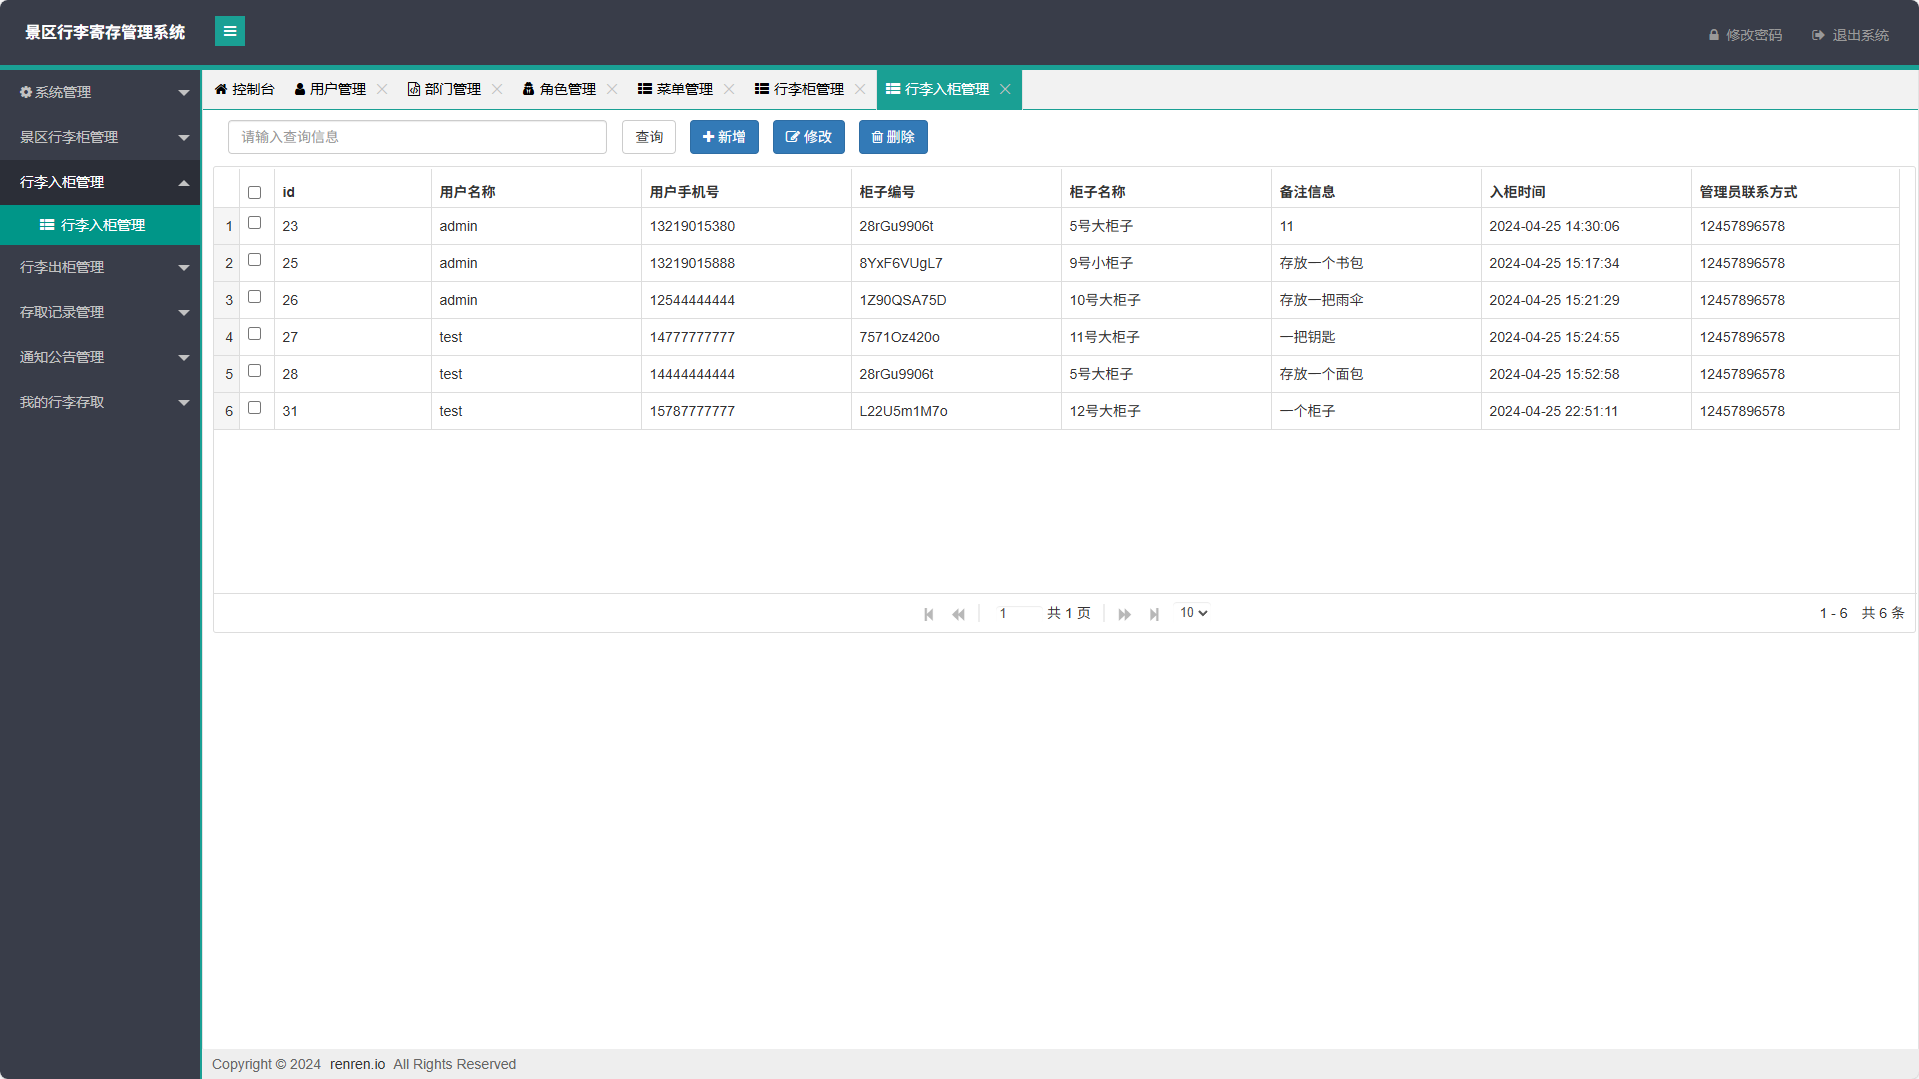 景区行李寄存管理系统
修改密码 退出系统
系统管理
景区行李柜管理
行李入柜管理
行李入柜管理
行李出柜管理
存取记录管理
通知公告管理
我的行李存取
控制台 用户管理 部门管理 角色管理 菜单管理 行李柜管理 行李入柜管理
请输入查询信息 查询 新增 修改 删除
id 用户名称 用户手机号 柜子编号 柜子名称 备注信息 入柜时间 管理员联系方式
1 23 admin 13219015380 28rGu9906t 5号大柜子 11 2024-04-25 14:30:06 12457896578
2 25 admin 13219015888 8YxF6VUgL7 9号小柜子 存放一个书包 2024-04-25 15:17:34 12457896578
3 26 admin 12544444444 1Z90QSA75D 10号大柜子 存放一把雨伞 2024-04-25 15:21:29 12457896578
4 27 test 14777777777 7571Oz420o 11号大柜子 一把钥匙 2024-04-25 15:24:55 12457896578
5 28 test 14444444444 28rGu9906t 5号大柜子 存放一个面包 2024-04-25 15:52:58 12457896578
6 31 test 15787777777 L22U5m1M7o 12号大柜子 一个柜子 2024-04-25 22:51:11 12457896578
1 共 1 页 10 1 - 6 共 6 条
Copyright © 2024 renren.io All Rights Reserved